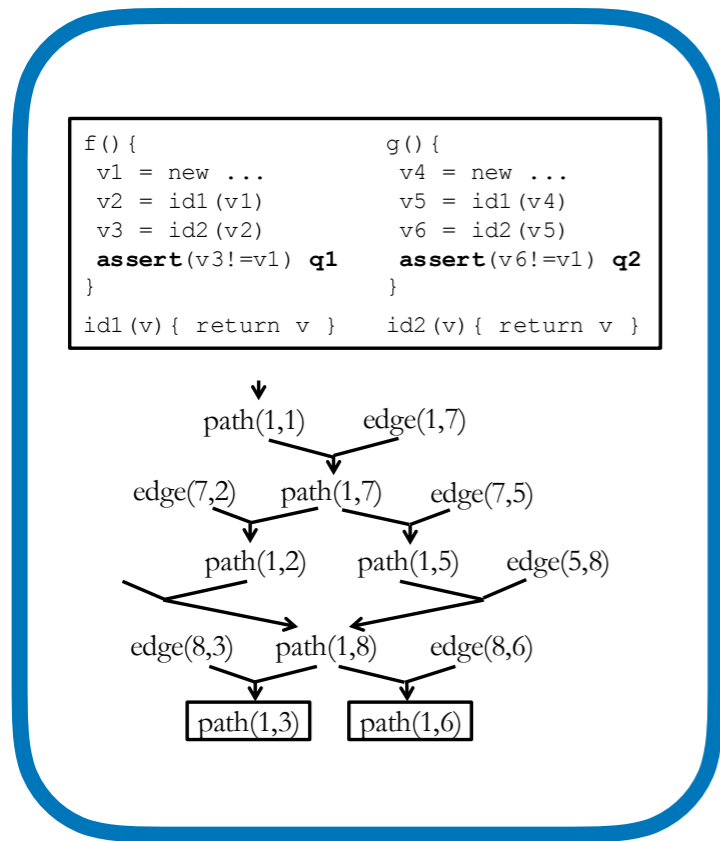 f(){ g(){
v1 = new ... v4 = new ...
v2 = id1(v1) v5 = id1(v4)
v3 = id2(v2) v6 = id2(v5)
assert(v3!=v1) q1 assert(v6!=v1) q2
} }
id1(v){ return v } id2(v){ return v }
path(1,1) edge(1,7)
edge(7,2) path(1,7) edge(7,5)
path(1,2) path(1,5) edge(5,8)
edge(8,3) path(1,8) edge(8,6)
path(1,3) path(1,6)